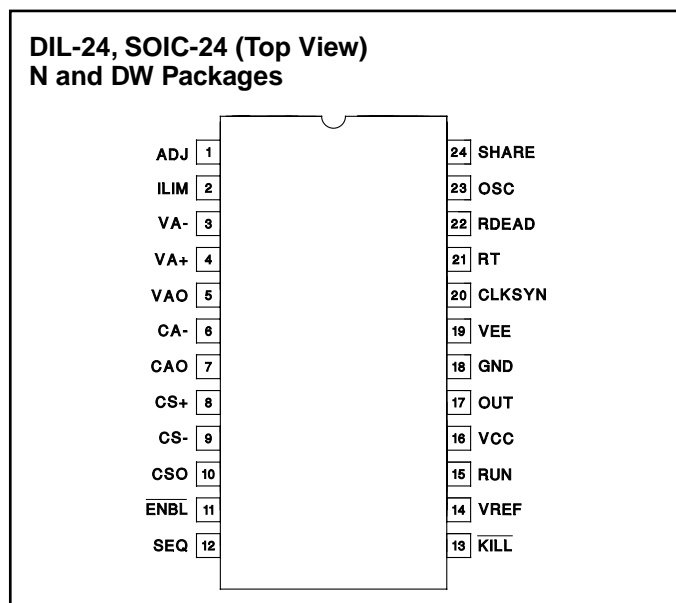 DIL-24, SOIC-24 (Top View)
N and DW Packages
ADJ 1
ILIM 2
VA- 3
VA+ 4
VAO 5
CA- 6
CAO 7
CS+ 8
CS- 9
CSO 10
E̅N̅B̅L̅ 11
SEQ 12
24 SHARE
23 OSC
22 RDEAD
21 RT
20 CLKSYN
19 VEE
18 GND
17 OUT
16 VCC
15 RUN
14 VREF
13 K̅I̅L̅L̅